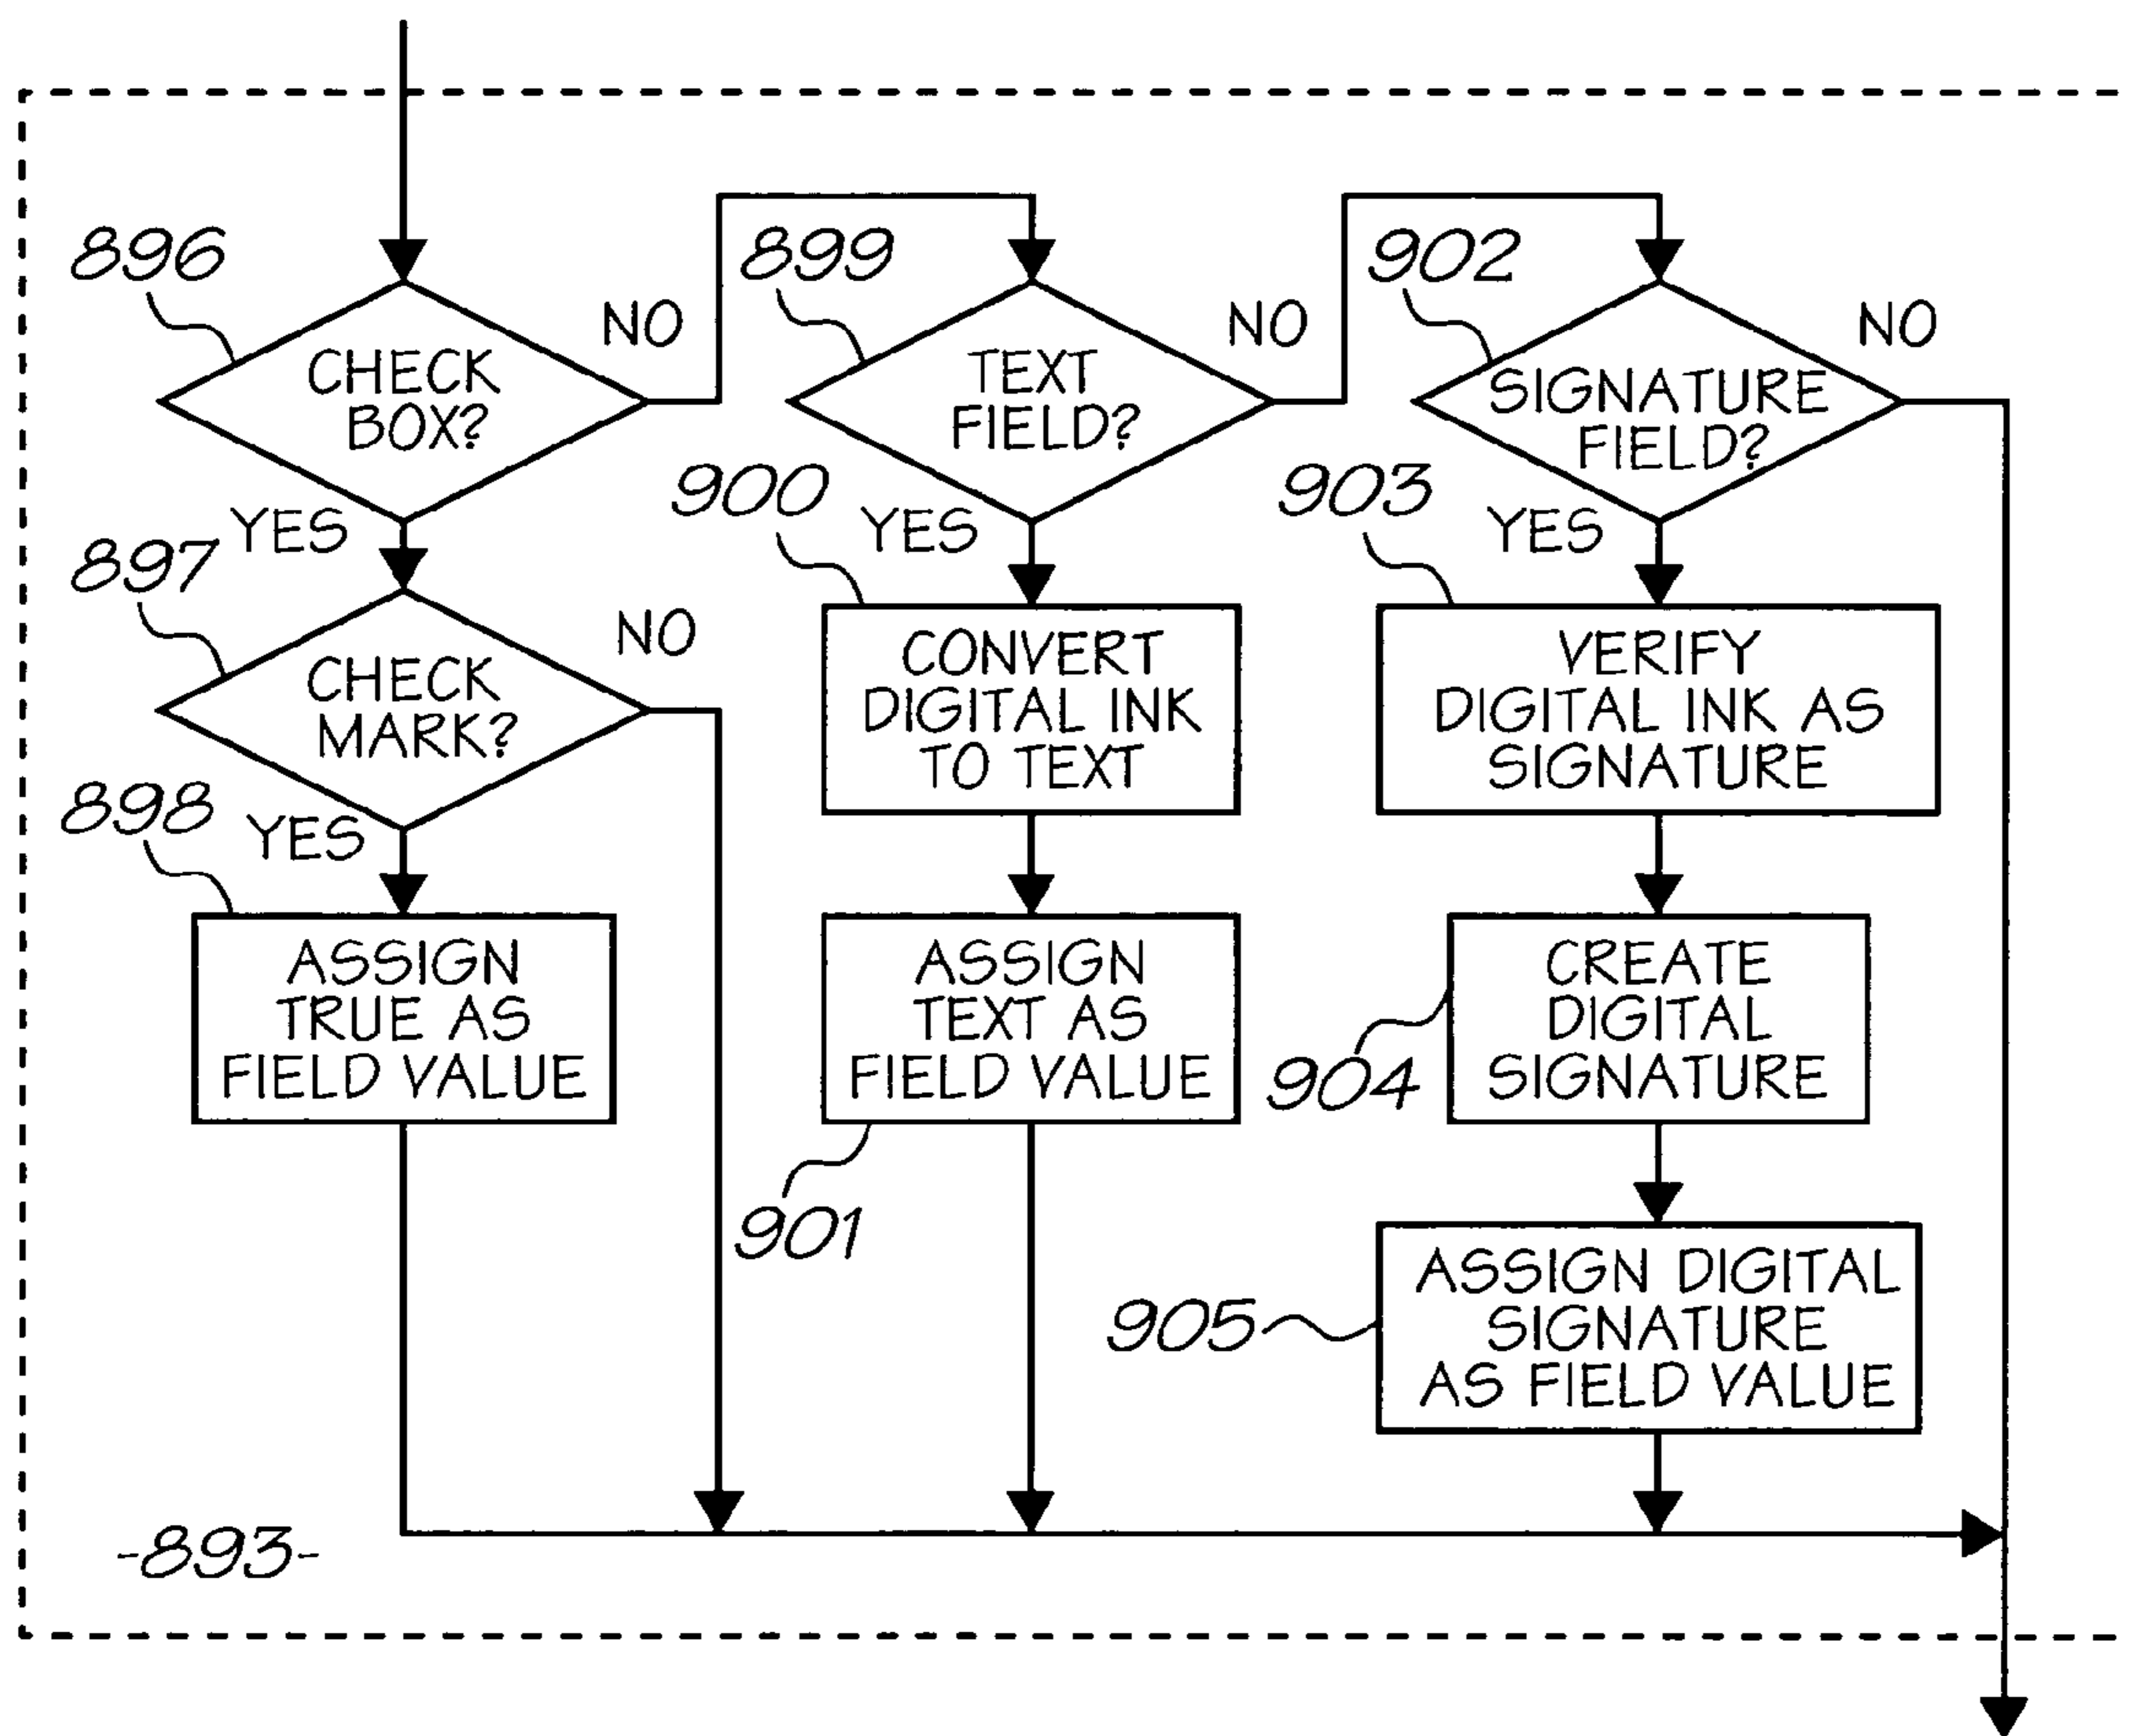 896
CHECK
BOX?
NO
YES
897
CHECK
MARK?
NO
YES
898
ASSIGN
TRUE AS
FIELD VALUE
899
TEXT
FIELD?
NO
YES
900
CONVERT
DIGITAL INK
TO TEXT
ASSIGN
TEXT AS
FIELD VALUE
901
902
SIGNATURE
FIELD?
NO
YES
903
VERIFY
DIGITAL INK AS
SIGNATURE
CREATE
DIGITAL
SIGNATURE
904
ASSIGN DIGITAL
SIGNATURE
AS FIELD VALUE
905
-893-